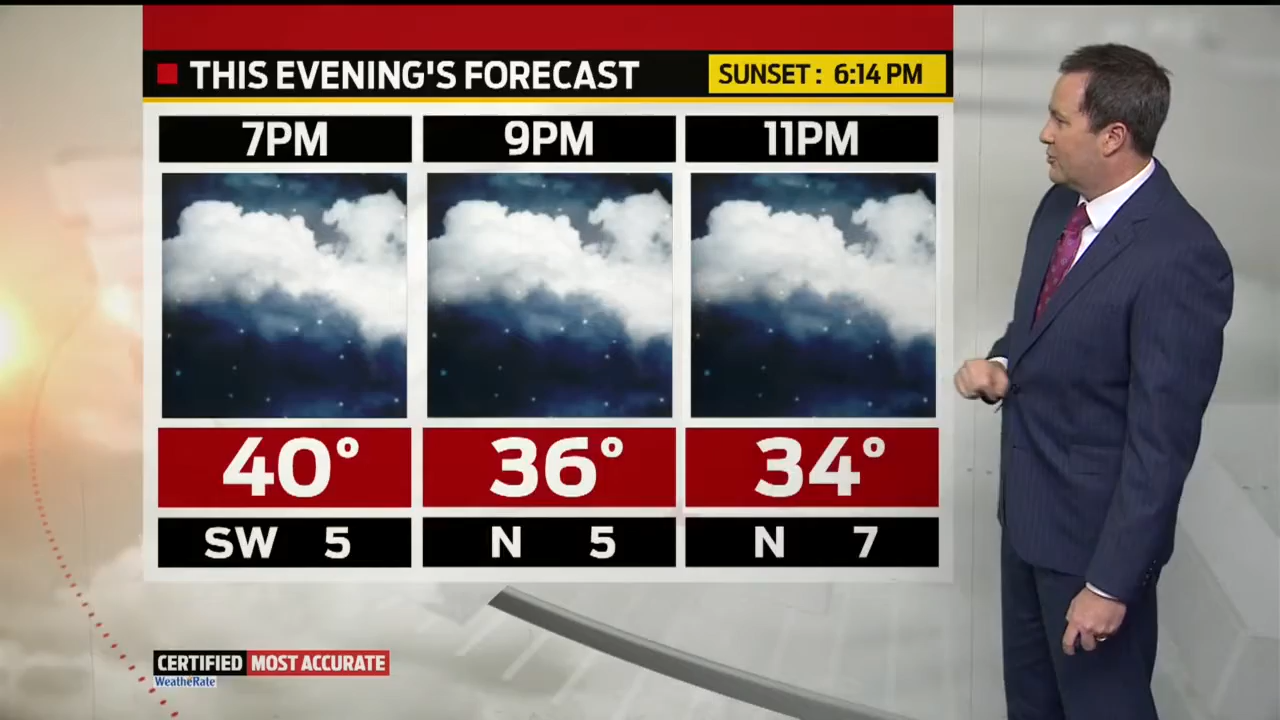 THIS EVENING'S FORECAST
SUNSET : 6:14 PM
7PM
9PM
11PM
40°
36°
34°
SW 5
N 5
N 7
CERTIFIED MOST ACCURATE
WeatheRate